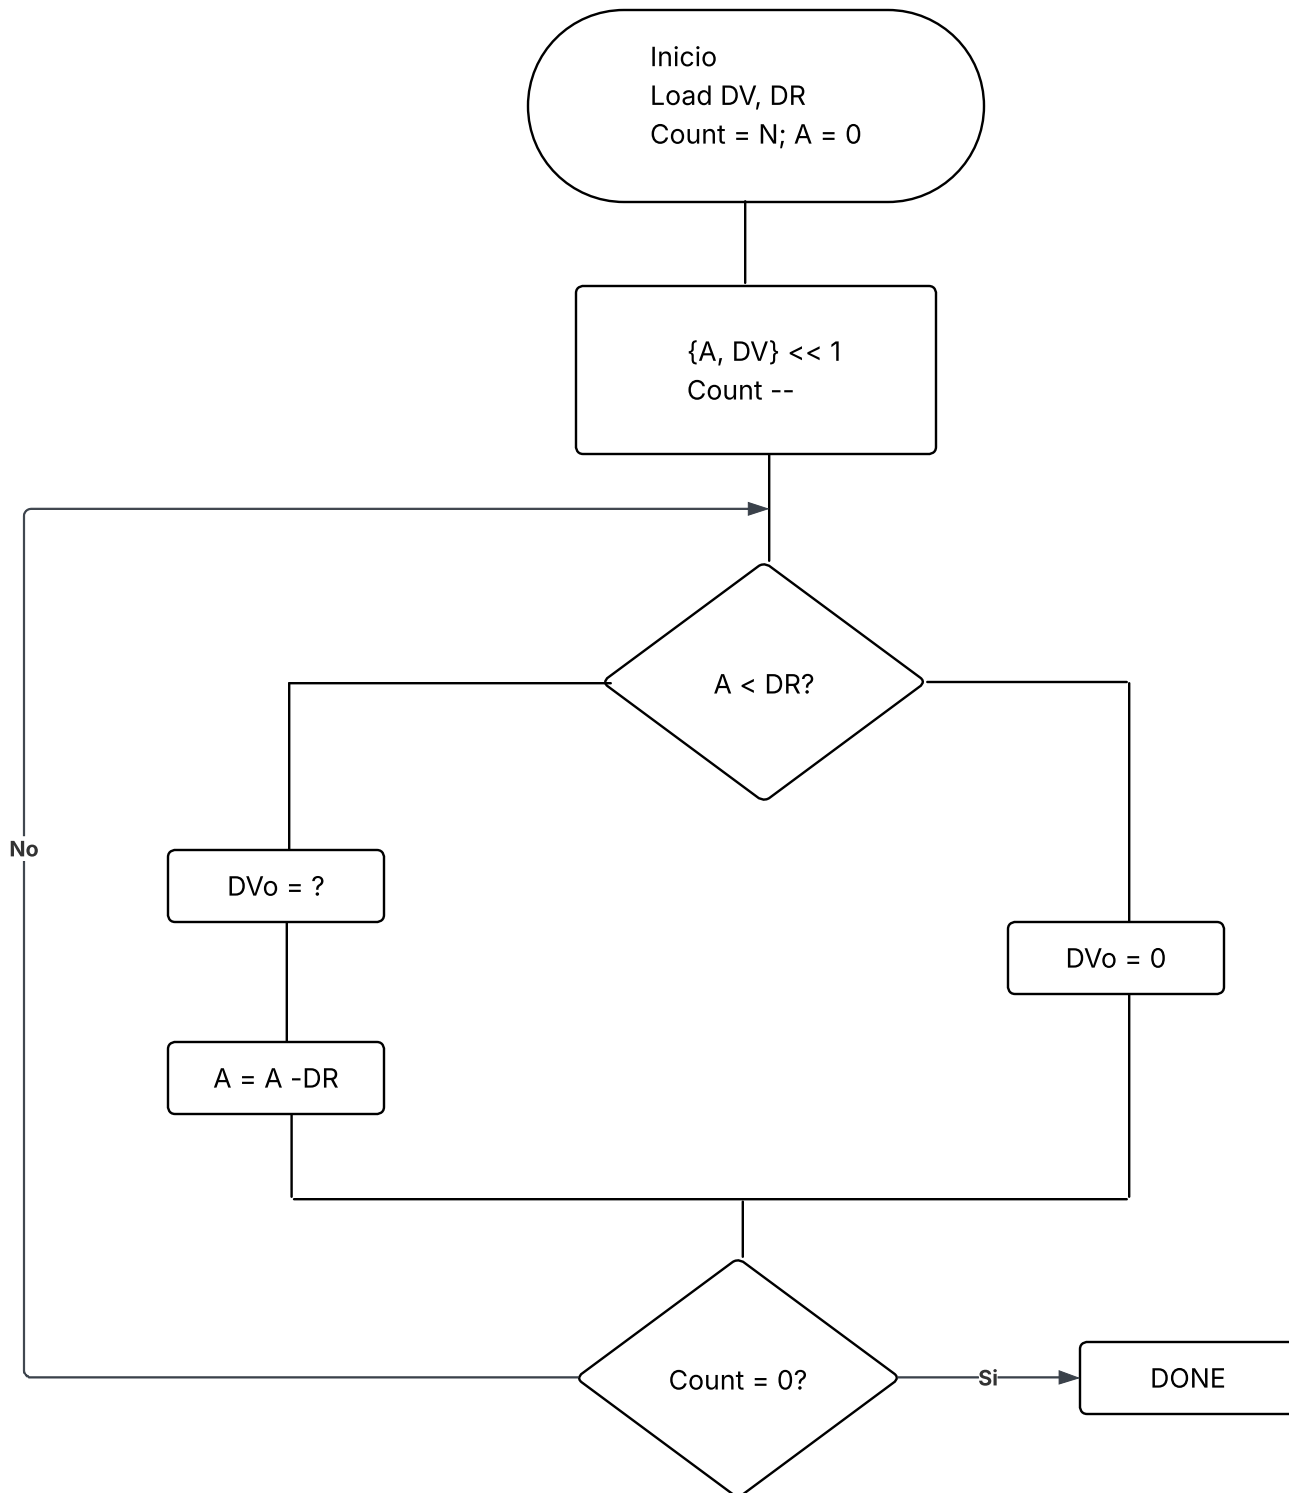 Inicio
Load DV, DR
Count = N; A = 0
{A, DV} << 1
Count --
A < DR?
No
DVo = ?
DVo = 0
A = A -DR
Count = 0?
Si
DONE